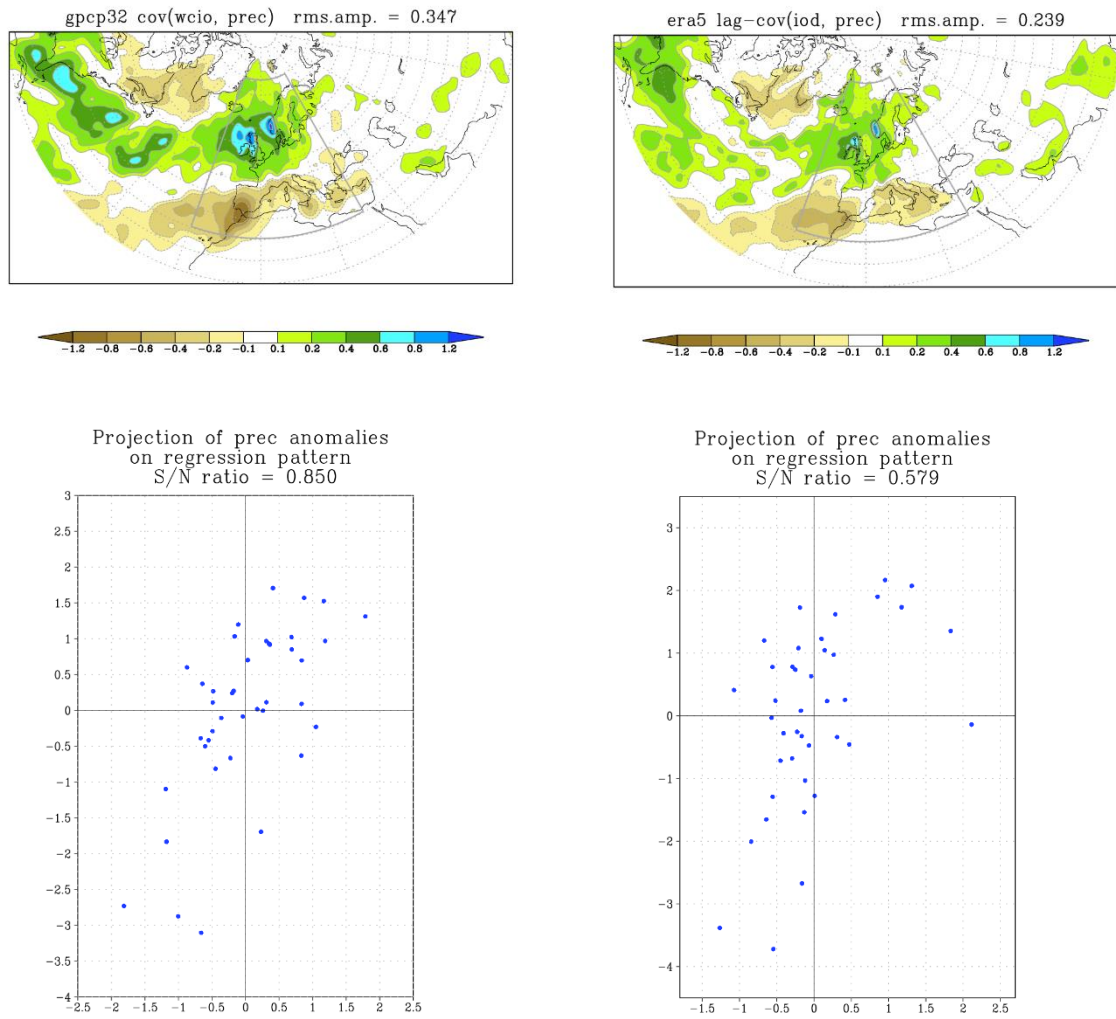 gpcp32 cov(wcio, prec) rms.amp. = 0.347
-1.2 -0.8 -0.6 -0.4 -0.2 -0.1 0.1 0.2 0.4 0.6 0.8 1.2
era5 lag-cov(iod, prec) rms.amp. = 0.239
-1.2 -0.8 -0.6 -0.4 -0.2 -0.1 0.1 0.2 0.4 0.6 0.8 1.2
Projection of prec anomalies
on regression pattern
S/N ratio = 0.850
3
2.5
2
1.5
1
0.5
0
-0.5
-1
-1.5
-2
-2.5
-3
-3.5
-4
-2.5 -2 -1.5 -1 -0.5 0 0.5 1 1.5 2 2.5
Projection of prec anomalies
on regression pattern
S/N ratio = 0.579
3
2
1
0
-1
-2
-3
-4
-1.5 -1 -0.5 0 0.5 1 1.5 2 2.5